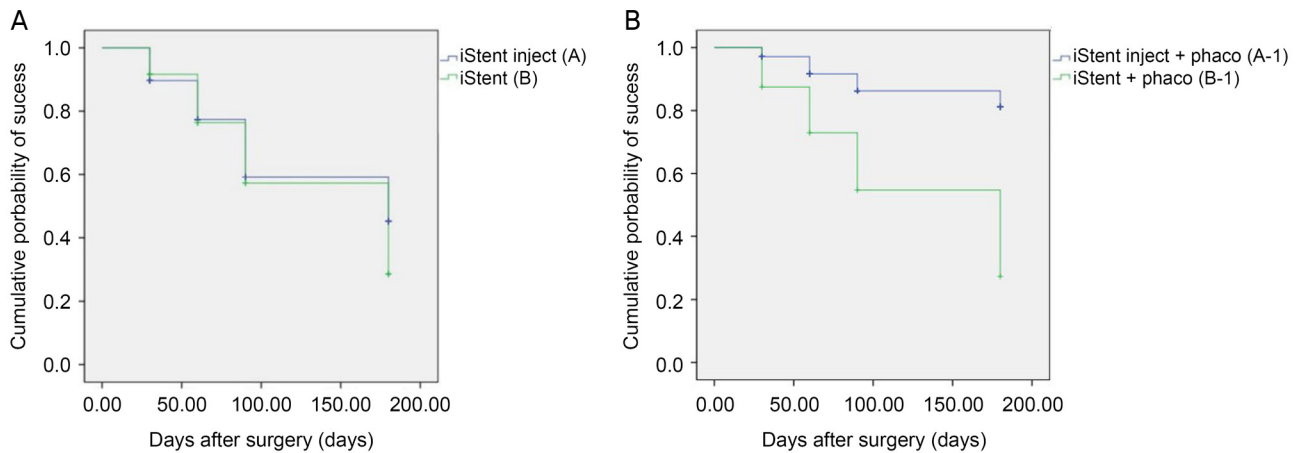 A
Cumulative porbability of sucess
1.0
0.8
0.6
0.4
0.2
0.0
0.00 50.00 100.00 150.00 200.00
Days after surgery (days)
iStent inject (A)
iStent (B)
B
Cumulative porbability of sucess
1.0
0.8
0.6
0.4
0.2
0.0
0.00 50.00 100.00 150.00 200.00
Days after surgery (days)
iStent inject + phaco (A-1)
iStent + phaco (B-1)